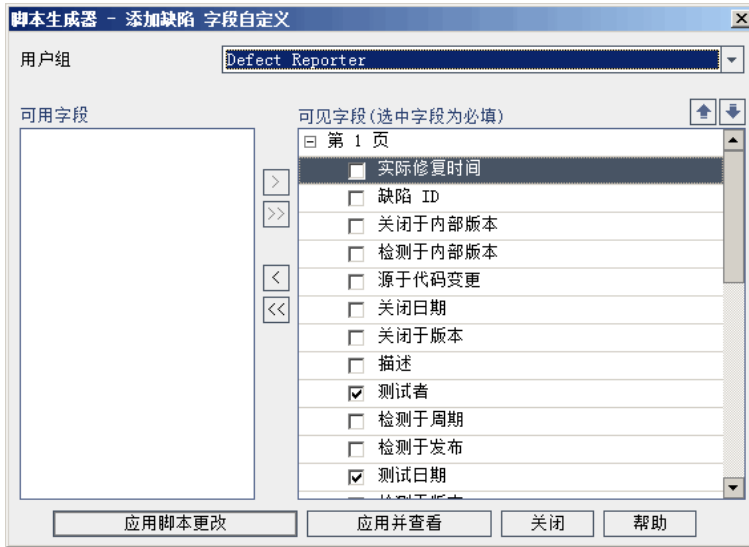 脚本生成器 - 添加缺陷 字段自定义
用户组
Defect Reporter
可用字段
可见字段(选中字段为必填)
第 1 页
实际修复时间
缺陷 ID
关闭于内部版本
检测于内部版本
源于代码变更
关闭日期
关闭于版本
描述
测试者
检测于周期
检测于发布
测试日期
>
>>
<
<<
应用脚本更改
应用并查看
关闭
帮助